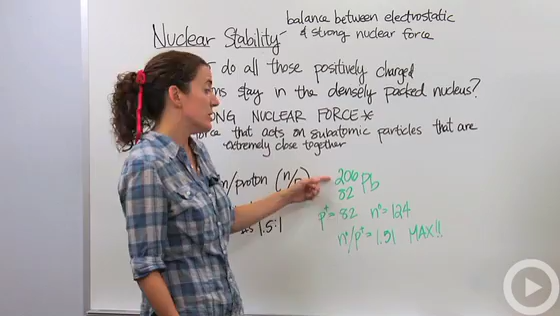 Nuclear Stability - balance between electrostatic
& strong nuclear force
do all those positively charged
stay in the densely packed nucleus?
NUCLEAR FORCE*
that acts on subatomic particles that are
extremely close together
/proton (n/
206
82 Pb
1.5:1
p+ = 82 n° = 124
n°/p+ = 1.51 MAX!!